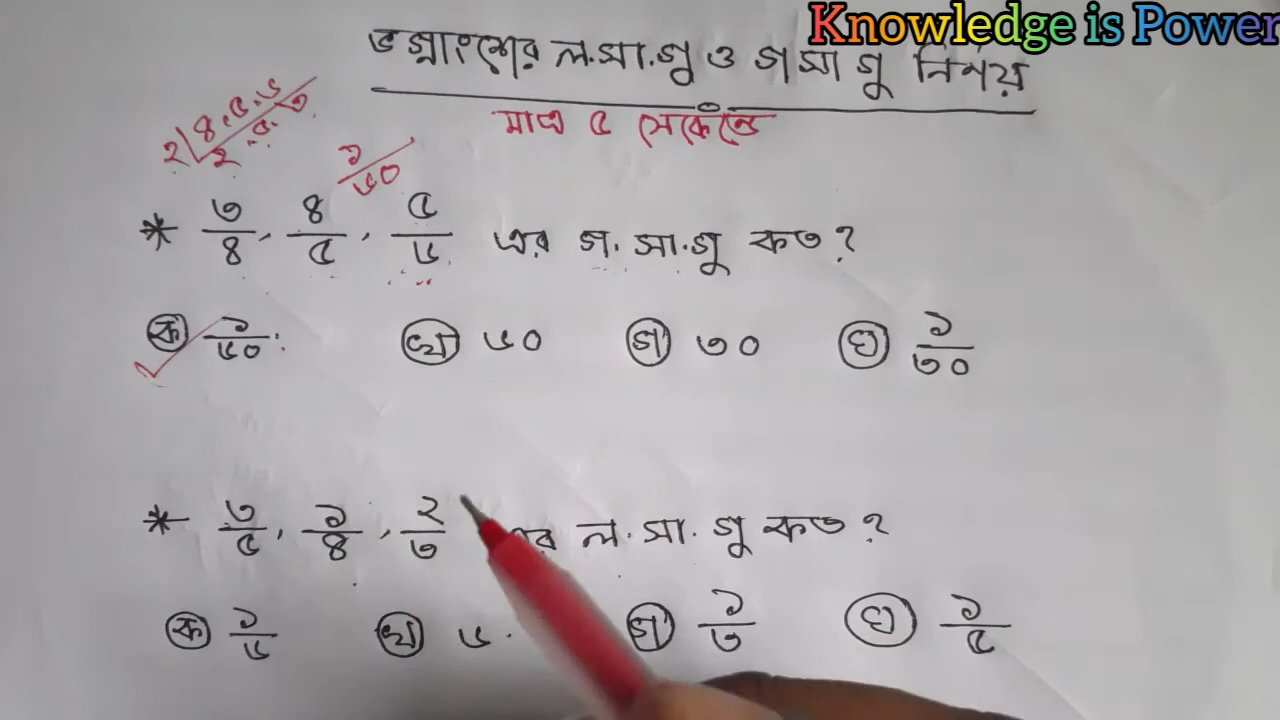 Knowledge is Power
ভগ্নাংশের ল.সা.গু ও গ সা গু নির্ণয়
মাত্র ৫ সেকেন্ডে
২ ৪.৫.৬
২.৫.৩
১/৬০
* ৩/৪, ৪/৫, ৫/৬ এর গ. সা.গু কত?
ক ১/৬০ খ ৬০ গ ৩০ ঘ ১/৩০
* ৩/৫, ১/৪, ২/৩ এর ল. সা. গু কত?
ক ১/৬ খ ৬ গ ১/৩ ঘ ১/৫